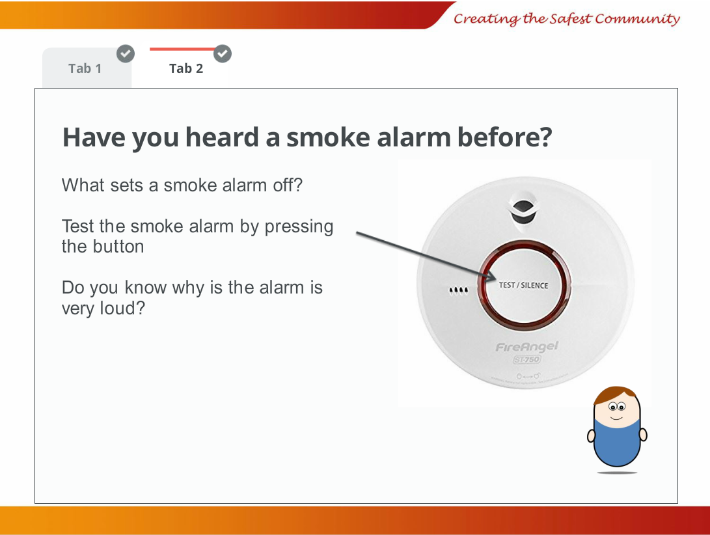 Creating the Safest Community
Tab 1
Tab 2
Have you heard a smoke alarm before?
What sets a smoke alarm off?
Test the smoke alarm by pressing
the button
Do you know why is the alarm is
very loud?
TEST / SILENCE
FireAngel